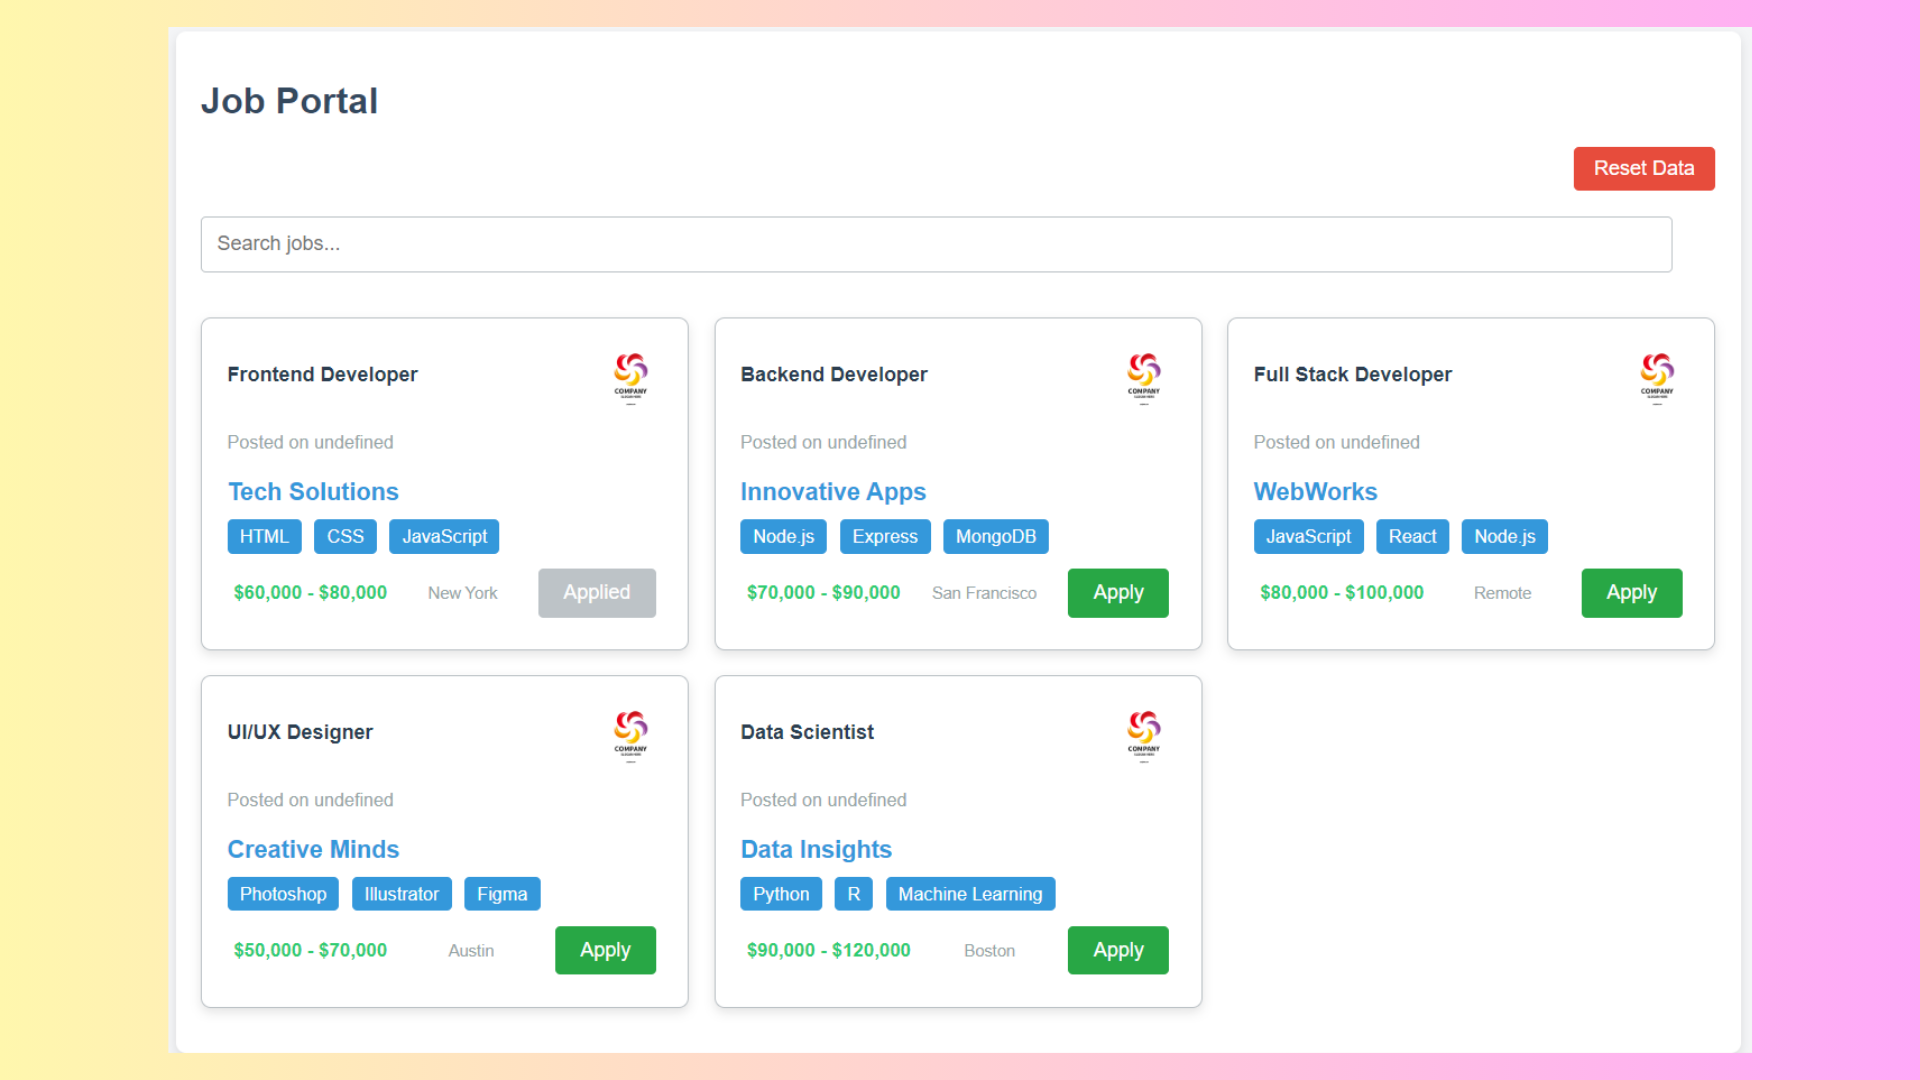 Job Portal
Reset Data
Search jobs...
Frontend Developer
COMPANY
Posted on undefined
Tech Solutions
HTML CSS JavaScript
$60,000 - $80,000 New York Applied
Backend Developer
COMPANY
Posted on undefined
Innovative Apps
Node.js Express MongoDB
$70,000 - $90,000 San Francisco Apply
Full Stack Developer
COMPANY
Posted on undefined
WebWorks
JavaScript React Node.js
$80,000 - $100,000 Remote Apply
UI/UX Designer
COMPANY
Posted on undefined
Creative Minds
Photoshop Illustrator Figma
$50,000 - $70,000 Austin Apply
Data Scientist
COMPANY
Posted on undefined
Data Insights
Python R Machine Learning
$90,000 - $120,000 Boston Apply